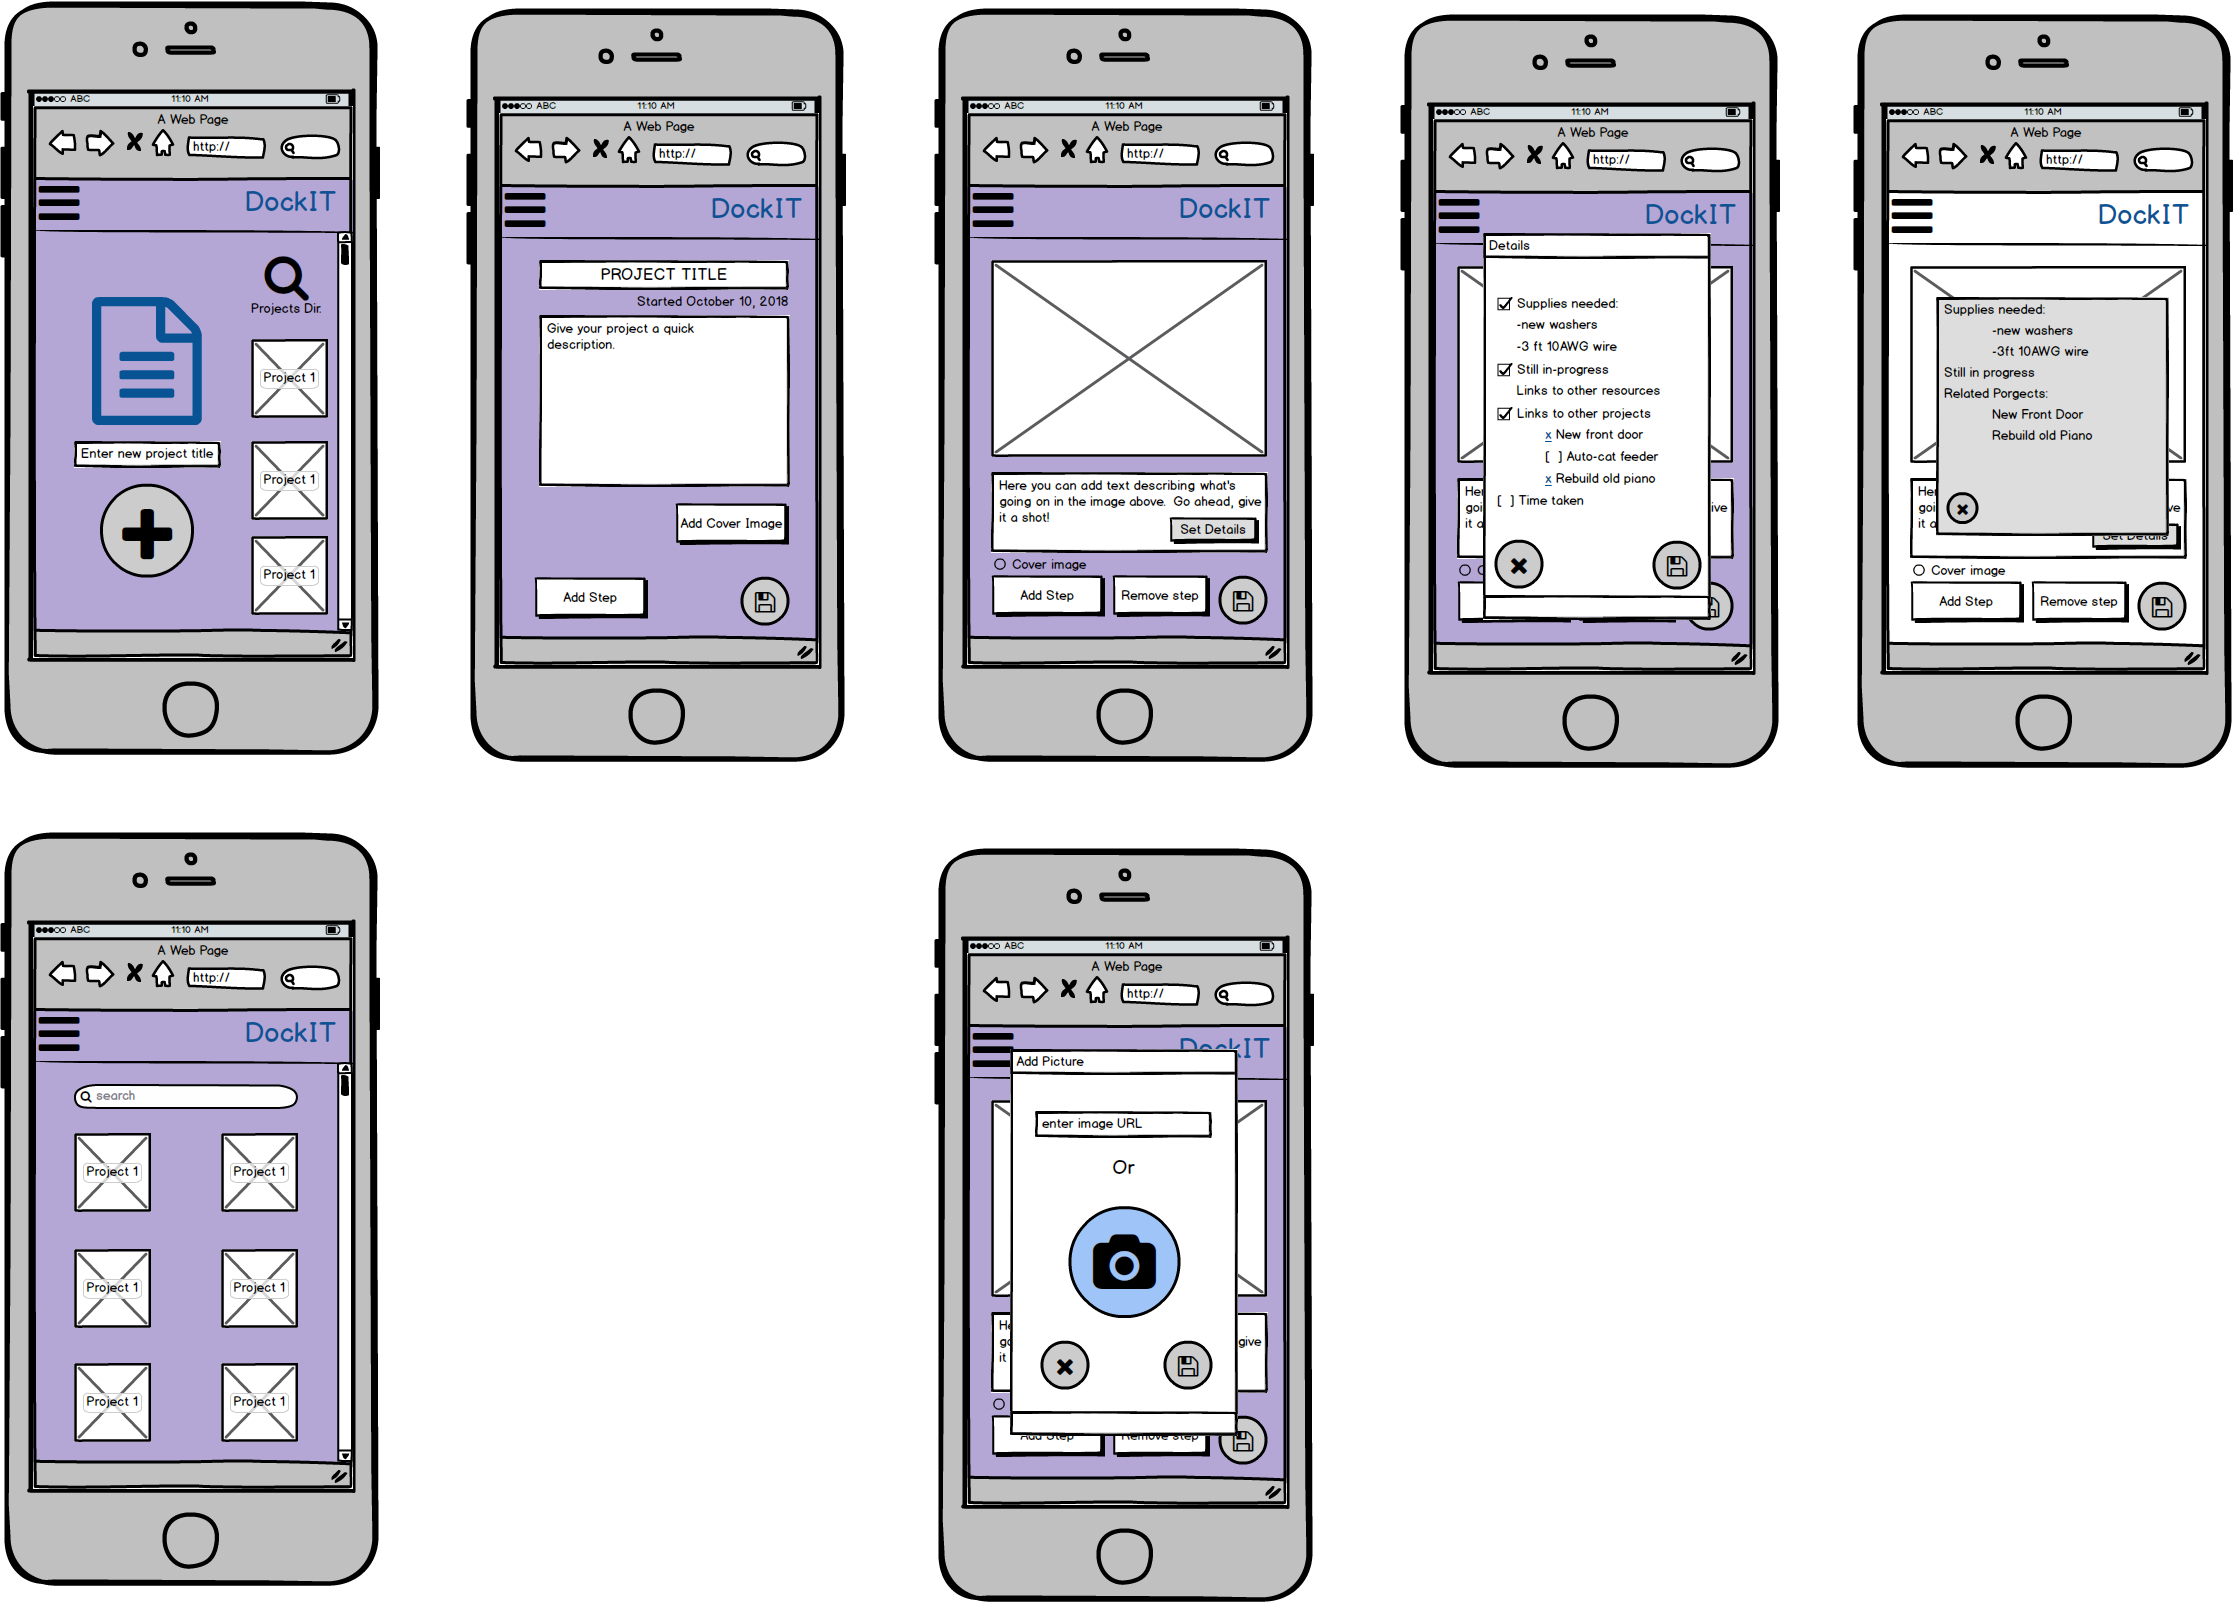 ABC 11:10 AM
A Web Page
http://
DockIT
Projects Dir.
Project 1
Enter new project title
Project 1
Project 1
ABC 11:10 AM
A Web Page
http://
DockIT
PROJECT TITLE
Started October 10, 2018
Give your project a quick
description.
Add Cover Image
Add Step
ABC 11:10 AM
A Web Page
http://
DockIT
Here you can add text describing what's
going on in the image above. Go ahead, give
it a shot!
Set Details
Cover image
Add Step Remove step
ABC 11:10 AM
A Web Page
http://
DockIT
Details
Supplies needed:
-new washers
-3 ft 10AWG wire
Still in-progress
Links to other resources
Links to other projects
x New front door
[ ] Auto-cat feeder
x Rebuild old piano
[ ] Time taken
Her
goi ive
it a
ABC 11:10 AM
A Web Page
http://
DockIT
Supplies needed:
-new washers
-3ft 10AWG wire
Still in progress
Related Porgects:
New Front Door
Rebuild old Piano
Her
goi ve
it a
Set Details
Cover image
Add Step Remove step
ABC 11:10 AM
A Web Page
http://
DockIT
search
Project 1 Project 1
Project 1 Project 1
Project 1 Project 1
ABC 11:10 AM
A Web Page
http://
DockIT
Add Picture
enter image URL
Or
He
go give
it
Add Step Remove step